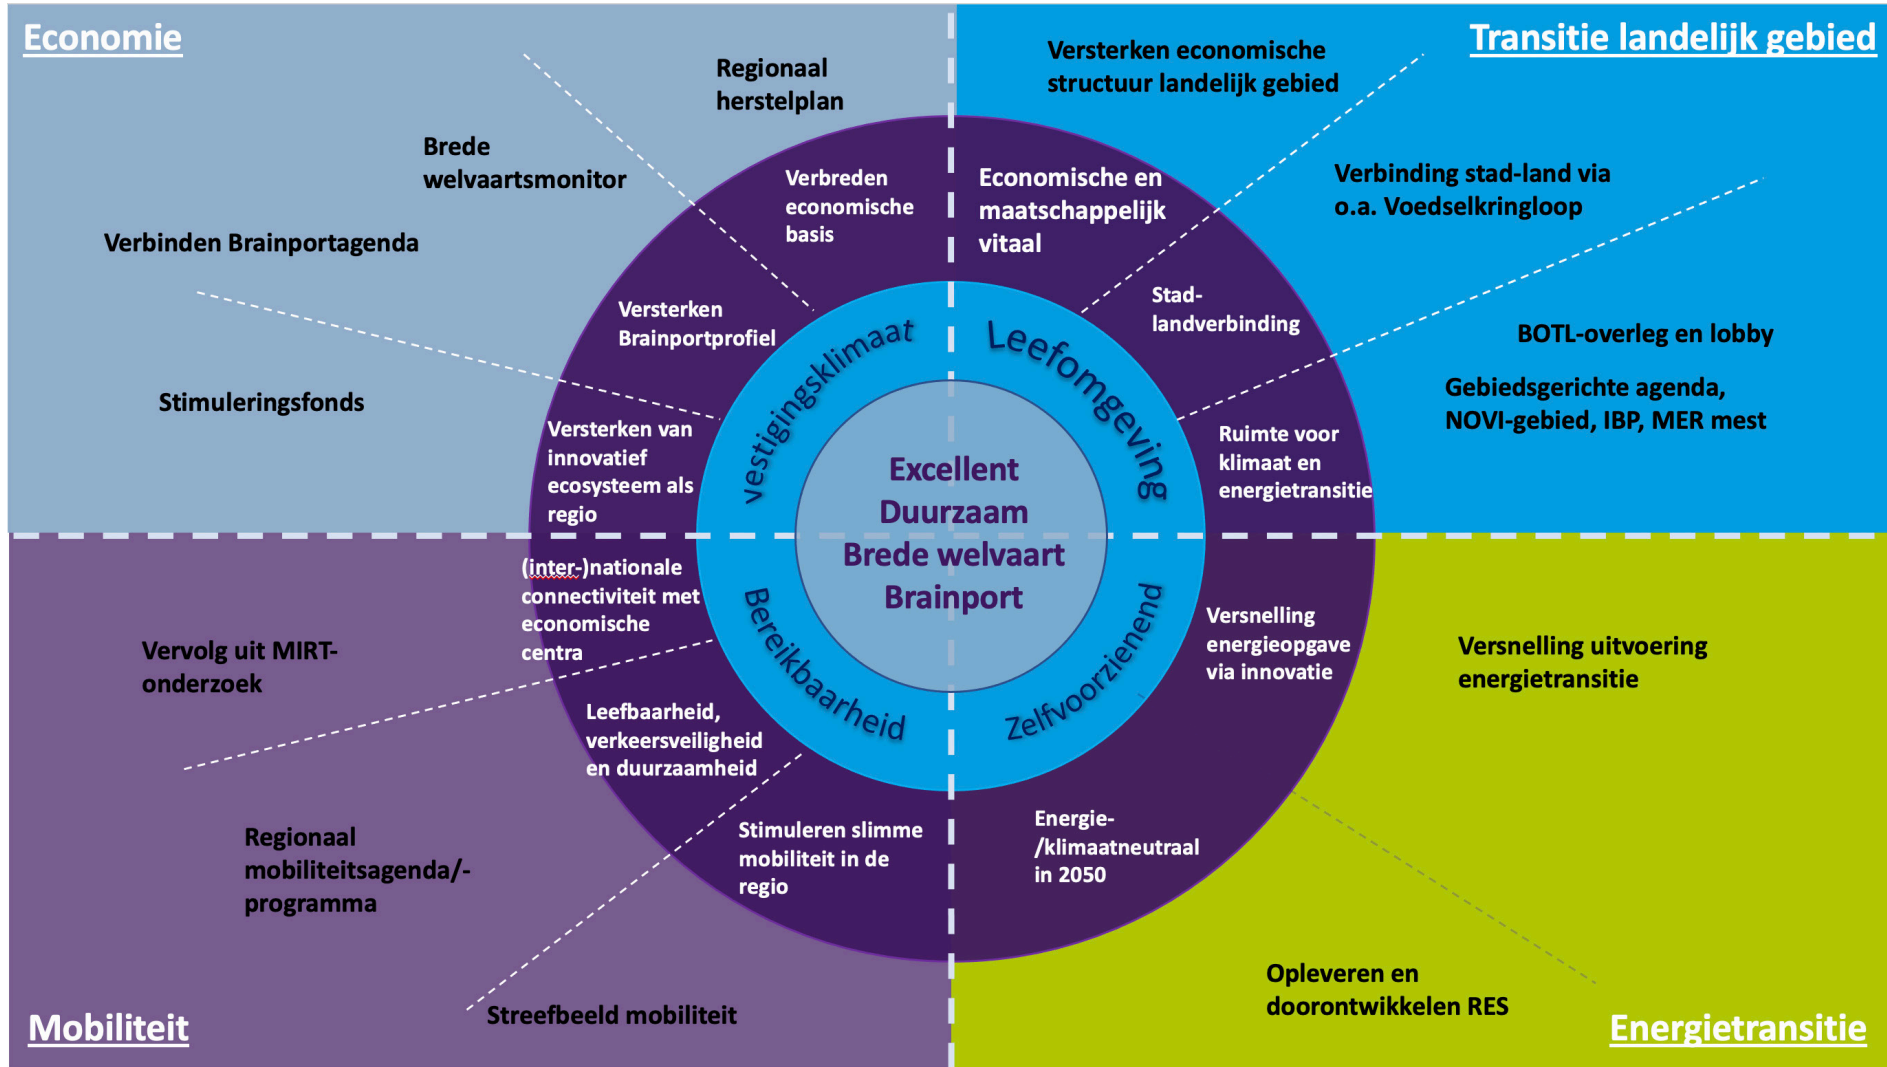 Economie
Regionaal
herstelplan
Brede
welvaartsmonitor
Verbinden Brainportagenda
Stimuleringsfonds
Verbreden
economische
basis
Versterken
Brainportprofiel
Versterken van
innovatief
ecosysteem als
regio
vestigingsklimaat
Transitie landelijk gebied
Versterken economische
structuur landelijk gebied
Verbinding stad-land via
o.a. Voedselkringloop
BOTL-overleg en lobby
Gebiedsgerichte agenda,
NOVI-gebied, IBP, MER mest
Economische en
maatschappelijk
vitaal
Stad-
landverbinding
Ruimte voor
klimaat en
energietransitie
Leefomgeving
Excellent
Duurzaam
Brede welvaart
Brainport
(inter-)nationale
connectiviteit met
economische
centra
Leefbaarheid,
verkeersveiligheid
en duurzaamheid
Stimuleren slimme
mobiliteit in de
regio
Bereikbaarheid
Vervolg uit MIRT-
onderzoek
Regionaal
mobiliteitsagenda/-
programma
Streefbeeld mobiliteit
Mobiliteit
Zelfvoorzienend
Versnelling
energieopgave
via innovatie
Energie-
/klimaatneutraal
in 2050
Versnelling uitvoering
energietransitie
Opleveren en
doorontwikkelen RES
Energietransitie